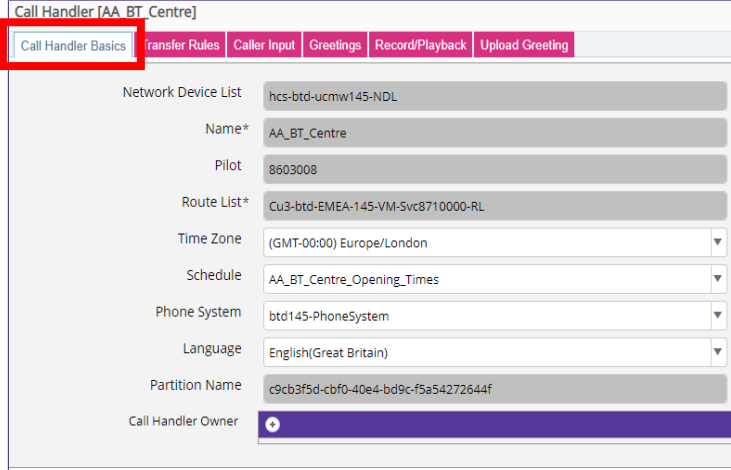 Call Handler [AA_BT_Centre]
Call Handler Basics Transfer Rules Caller Input Greetings Record/Playback Upload Greeting
Network Device List hcs-btd-ucmw145-NDL
Name* AA_BT_Centre
Pilot 8603008
Route List* Cu3-btd-EMEA-145-VM-Svc8710000-RL
Time Zone (GMT-00:00) Europe/London
Schedule AA_BT_Centre_Opening_Times
Phone System btd145-PhoneSystem
Language English(Great Britain)
Partition Name c9cb3f5d-cbf0-40e4-bd9c-f5a54272644f
Call Handler Owner